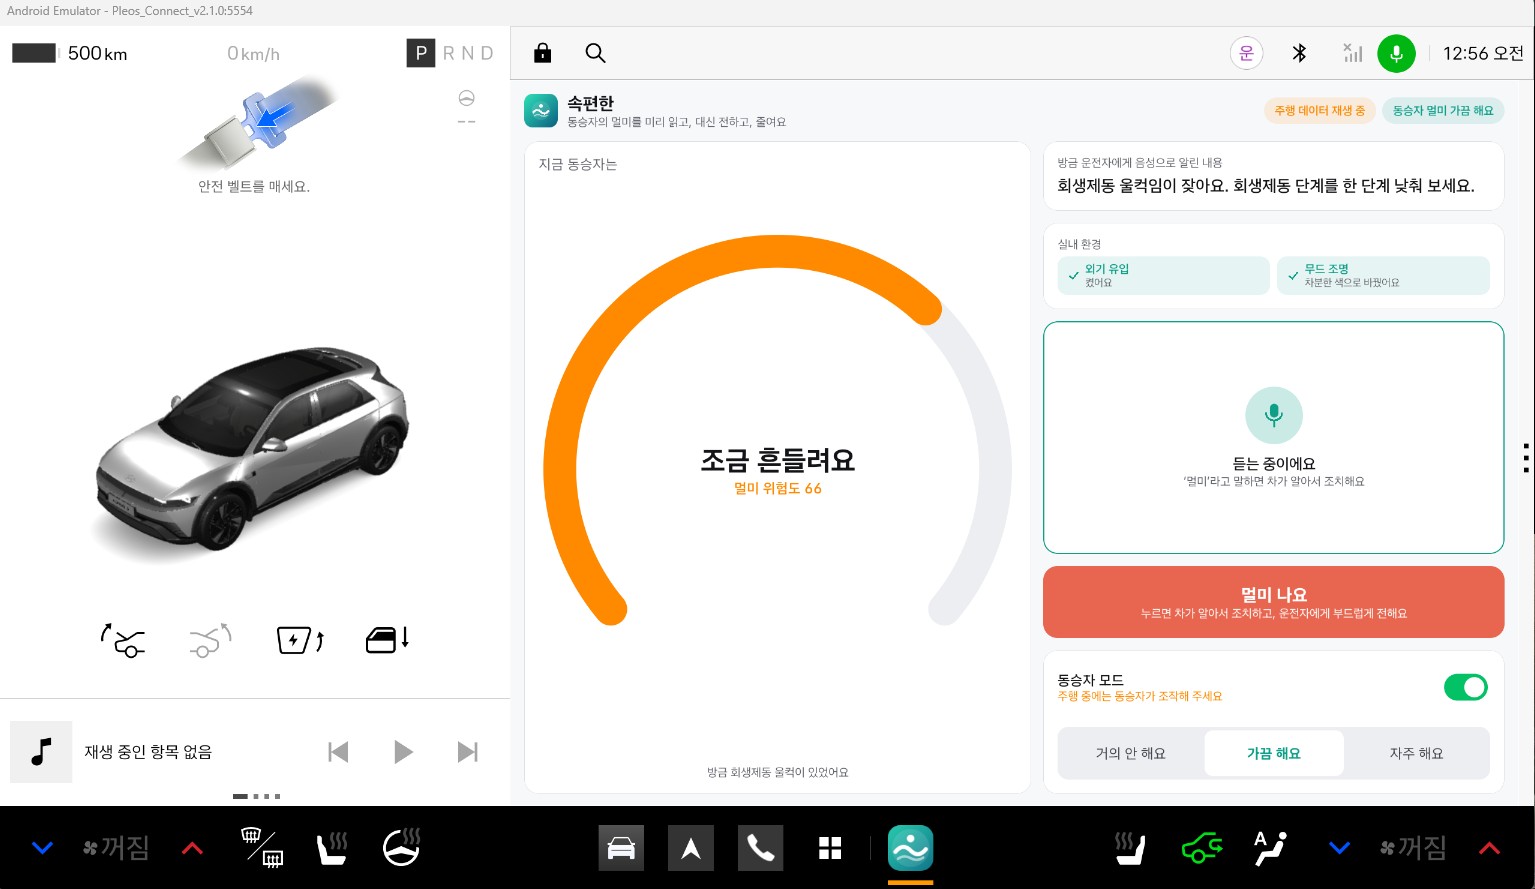 Android Emulator - Pleos_Connect_v2.1.0:5554
500 km
0 km/h
P R N D
12:56 오전
운
안전 벨트를 매세요.
재생 중인 항목 없음
속편한
동승자의 멀미를 미리 읽고, 대신 전하고, 줄여요
주행 데이터 재생 중
동승자 멀미 가끔 해요
지금 동승자는
조금 흔들려요
멀미 위험도 66
방금 회생제동 울컥이 있었어요
방금 운전자에게 음성으로 알린 내용
회생제동 울컥임이 잦아요. 회생제동 단계를 한 단계 낮춰 보세요.
실내 환경
외기 유입
켰어요
무드 조명
차분한 색으로 바꿨어요
듣는 중이에요
'멀미'라고 말하면 차가 알아서 조치해요
멀미 나요
누르면 차가 알아서 조치하고, 운전자에게 부드럽게 전해요
동승자 모드
주행 중에는 동승자가 조작해 주세요
거의 안 해요
가끔 해요
자주 해요
꺼짐
A
꺼짐